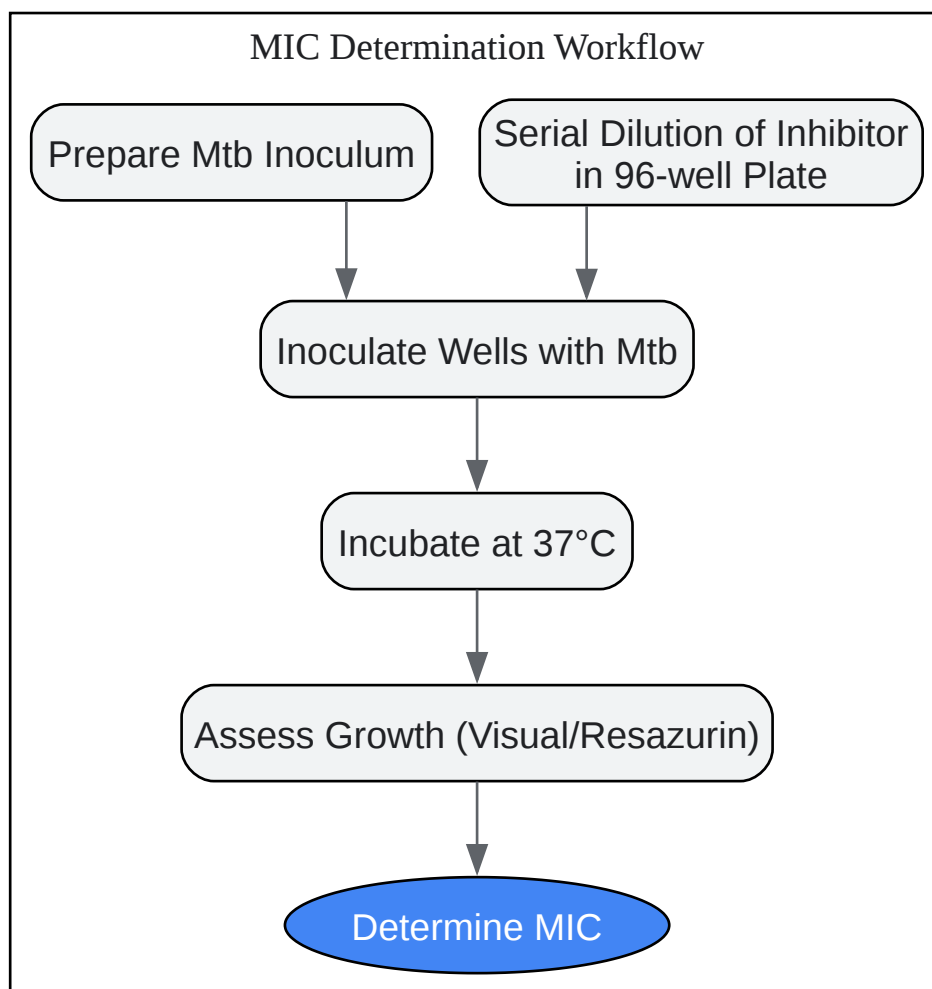 MIC Determination Workflow
Prepare Mtb Inoculum
Serial Dilution of Inhibitor
in 96-well Plate
Inoculate Wells with Mtb
Incubate at 37°C
Assess Growth (Visual/Resazurin)
Determine MIC